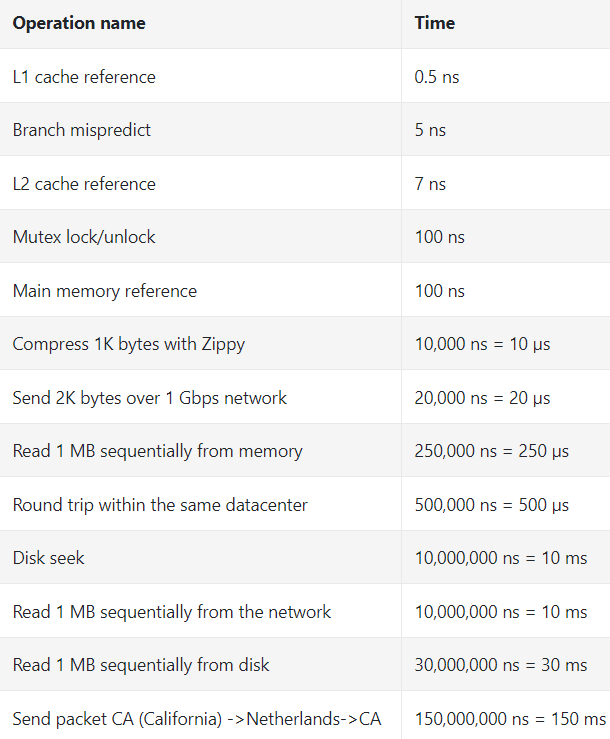 Operation name Time
L1 cache reference 0.5 ns
Branch mispredict 5 ns
L2 cache reference 7 ns
Mutex lock/unlock 100 ns
Main memory reference 100 ns
Compress 1K bytes with Zippy 10,000 ns = 10 μs
Send 2K bytes over 1 Gbps network 20,000 ns = 20 μs
Read 1 MB sequentially from memory 250,000 ns = 250 μs
Round trip within the same datacenter 500,000 ns = 500 μs
Disk seek 10,000,000 ns = 10 ms
Read 1 MB sequentially from the network 10,000,000 ns = 10 ms
Read 1 MB sequentially from disk 30,000,000 ns = 30 ms
Send packet CA (California) ->Netherlands->CA 150,000,000 ns = 150 ms